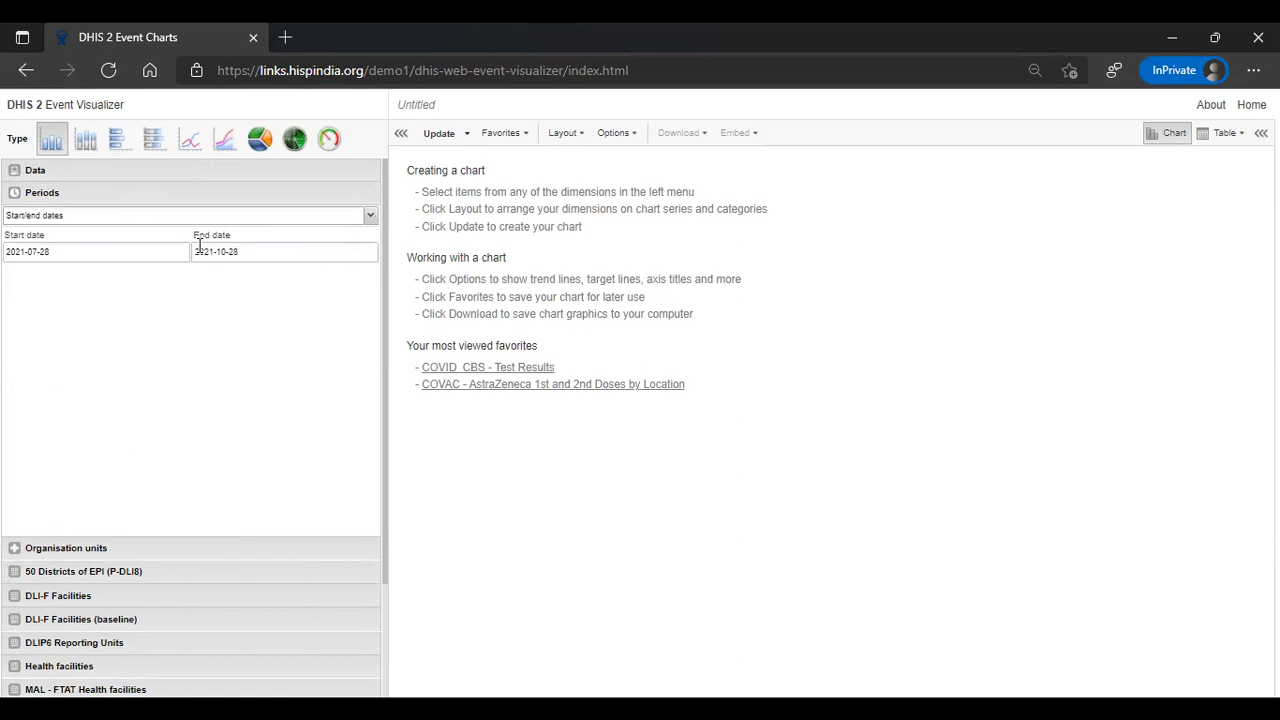 DHIS 2 Event Charts
https://links.hispindia.org/demo1/dhis-web-event-visualizer/index.html
InPrivate
DHIS 2 Event Visualizer
Untitled
About
Home
Type
Update
Favorites
Layout
Options
Download
Embed
Chart
Table
Data
Periods
Start/end dates
Start date
End date
2021-07-28
2021-10-28
Creating a chart
- Select items from any of the dimensions in the left menu
- Click Layout to arrange your dimensions on chart series and categories
- Click Update to create your chart
Working with a chart
- Click Options to show trend lines, target lines, axis titles and more
- Click Favorites to save your chart for later use
- Click Download to save chart graphics to your computer
Your most viewed favorites
- COVID_CBS - Test Results
- COVAC - AstraZeneca 1st and 2nd Doses by Location
Organisation units
50 Districts of EPI (P-DLI8)
DLI-F Facilities
DLI-F Facilities (baseline)
DLIP6 Reporting Units
Health facilities
MAL - FTAT Health facilities